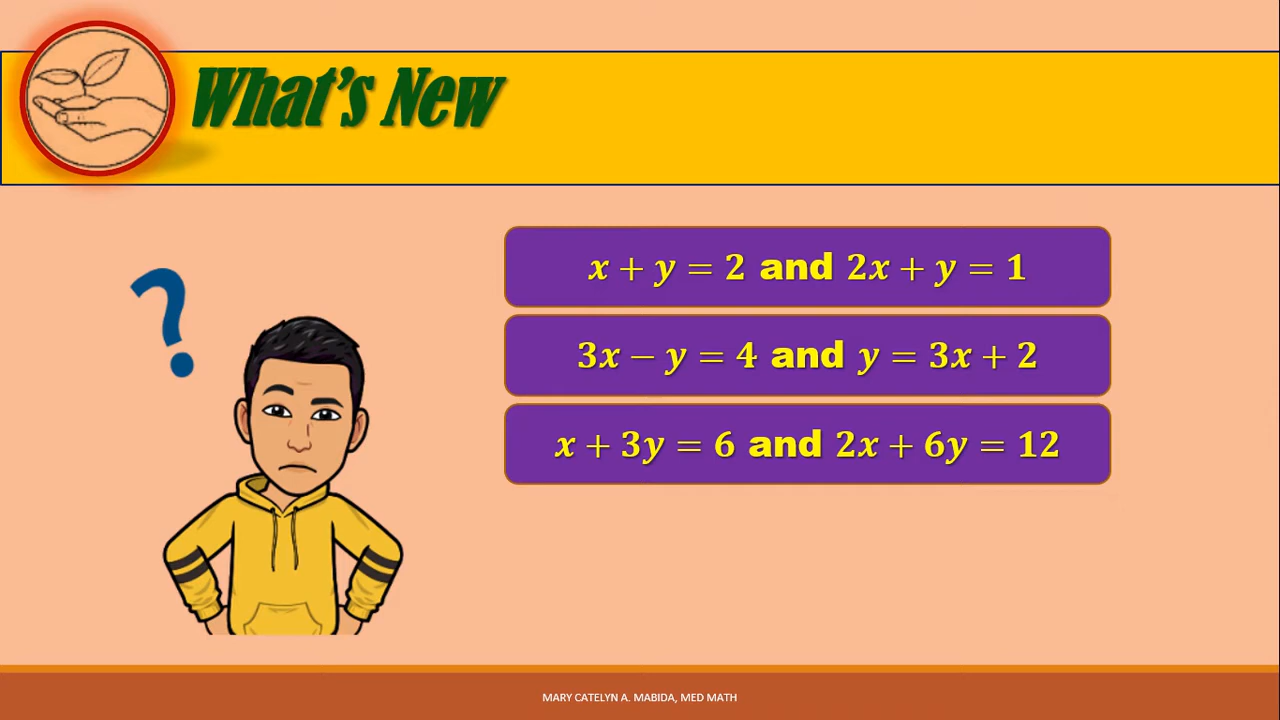 What's New
?
x + y = 2 and 2x + y = 1
3x − y = 4 and y = 3x + 2
x + 3y = 6 and 2x + 6y = 12
MARY CATELYN A. MABIDA, MED MATH